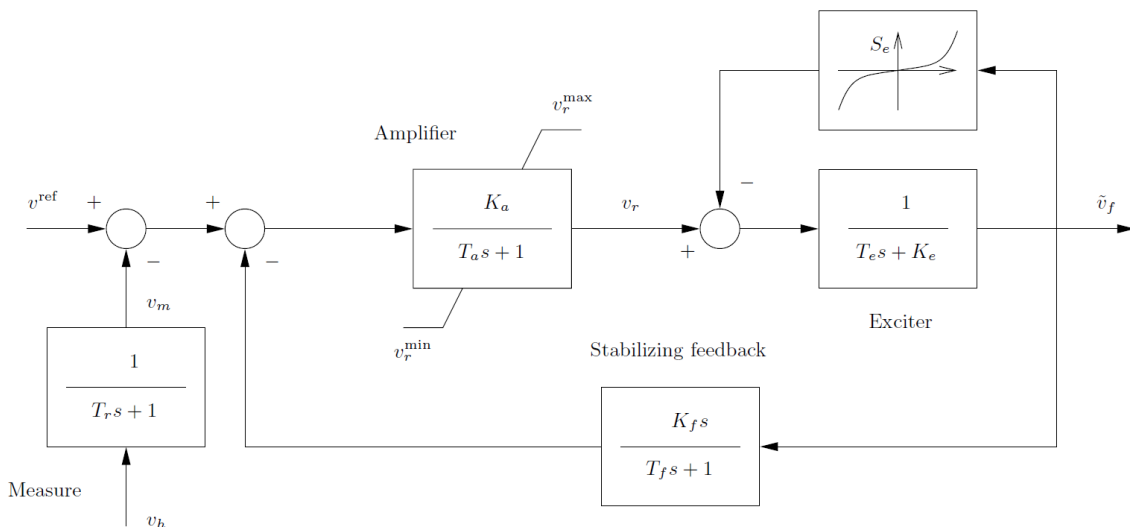 S_e
v_r^max
Amplifier
v^ref
+
−
+
−
K_a
T_a s + 1
v_r
+
−
1
T_e s + K_e
ṽ_f
v_m
v_r^min
Exciter
Stabilizing feedback
1
T_r s + 1
K_f s
T_f s + 1
Measure
v_h